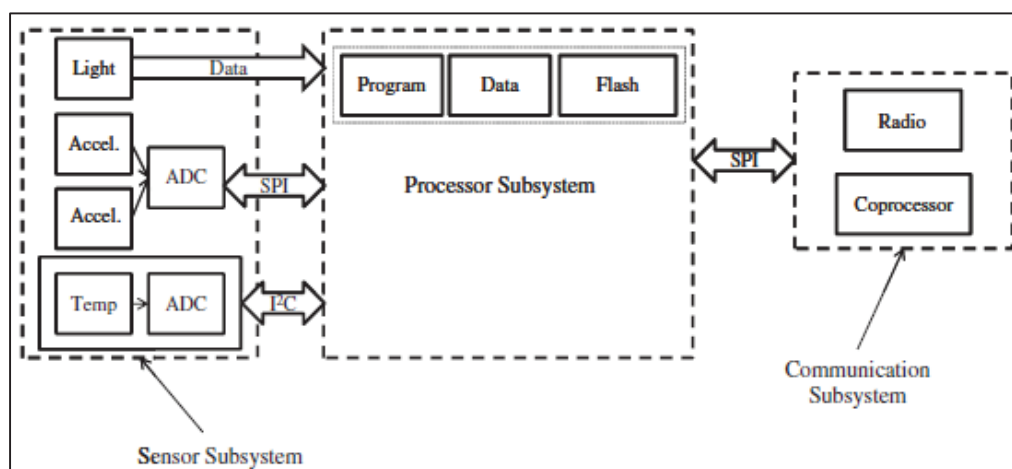 Light
Data
Accel.
ADC
SPI
Accel.
Temp
ADC
I²C
Sensor Subsystem
Program
Data
Flash
Processor Subsystem
SPI
Radio
Coprocessor
Communication
Subsystem